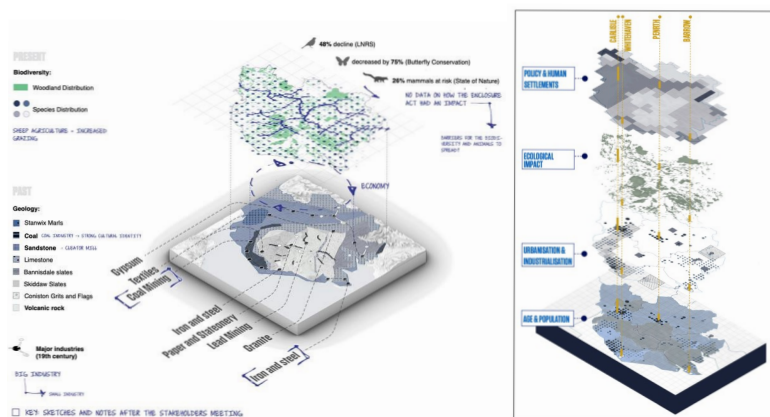 PRESENT
Biodiversity:
Woodland Distribution
Species Distribution
SHEEP AGRICULTURE - INCREASED
GRAZING
48% decline (LNRS)
decreased by 75% (Butterfly Conservation)
26% mammals at risk (State of Nature)
NO DATA ON HOW THE ENCLOSURE
ACT HAD AN IMPACT
BARRIERS FOR THE BIODI-
VERSITY AND ANIMALS TO
SPREAD?
ECONOMY
PAST
Geology:
Stanwix Marls
Coal COAL INDUSTRY → STRONG CULTURAL IDENTITY
Sandstone - CLEATOR MILL
Limestone
Bannisdale slates
Skiddaw Slates
Coniston Grits and Flags
Volcanic rock
Major industries
(19th century)
BIG INDUSTRY
SMALL INDUSTRY
Gypsum
Textiles
Coal Mining
Iron and steel
Paper and Stateonery
Lead Mining
Granite
Iron and steel
KEY: SKETCHES AND NOTES AFTER THE STAKEHOLDERS MEETING
CARLISLE
WHITEHAVEN
PENRITH
BARROW
POLICY & HUMAN
SETTLEMENTS
ECOLOGICAL
IMPACT
URBANISATION &
INDUSTRIALISATION
AGE & POPULATION